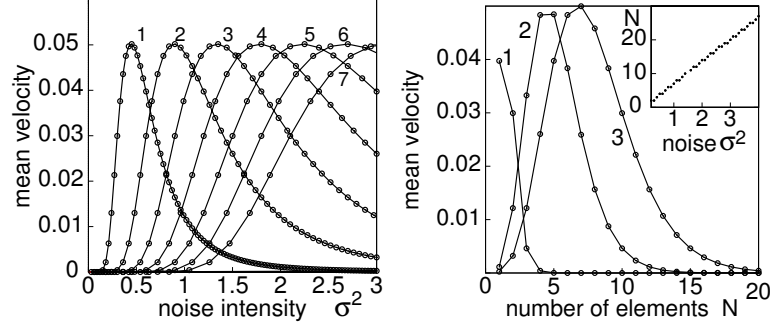 mean velocity
0.05
0.04
0.03
0.02
0.01
0
1 2 3 4 5 6
7
0 0.5 1 1.5 2 2.5 3
noise intensity σ²
mean velocity
0.04
0.03
0.02
0.01
1
2
3
0 5 10 15 20
number of elements N
N
20
10
0
1 2 3
noise σ²